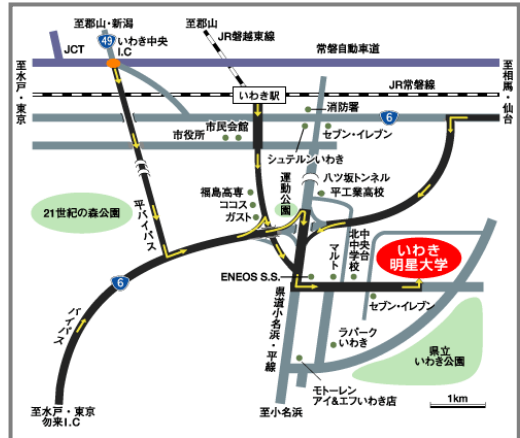 至郡山・新潟
至郡山
49
いわき中央
I.C
JR磐越東線
JCT
常磐自動車道
至水戸・東京
至相馬・仙台
JR常磐線
いわき駅
消防署
6
市民会館
市役所
セブン・イレブン
シュテルンいわき
八ツ坂トンネル
平工業高校
福島高専
ココス
ガスト
運動公園
21世紀の森公園
平バイパス
中央台
北中学校
マルト
いわき
明星大学
ENEOS S.S.
6
バイパス
セブン・イレブン
県道小名浜・平線
ラパーク
いわき
県立
いわき公園
モトーレン
アイ&エフいわき店
至水戸・東京
勿来I.C
至小名浜
1km